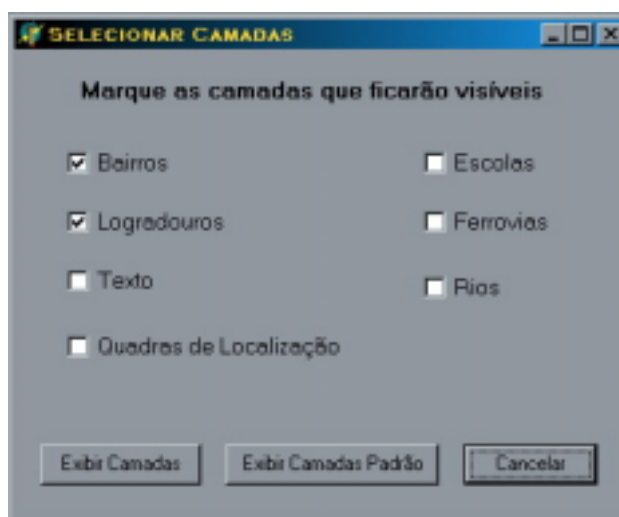 SELECIONAR CAMADAS
Marque as camadas que ficarão visíveis
Bairros
Escolas
Logradouros
Ferrovias
Texto
Rios
Quadras de Localização
Exibir Camadas
Exibir Camadas Padrão
Cancelar